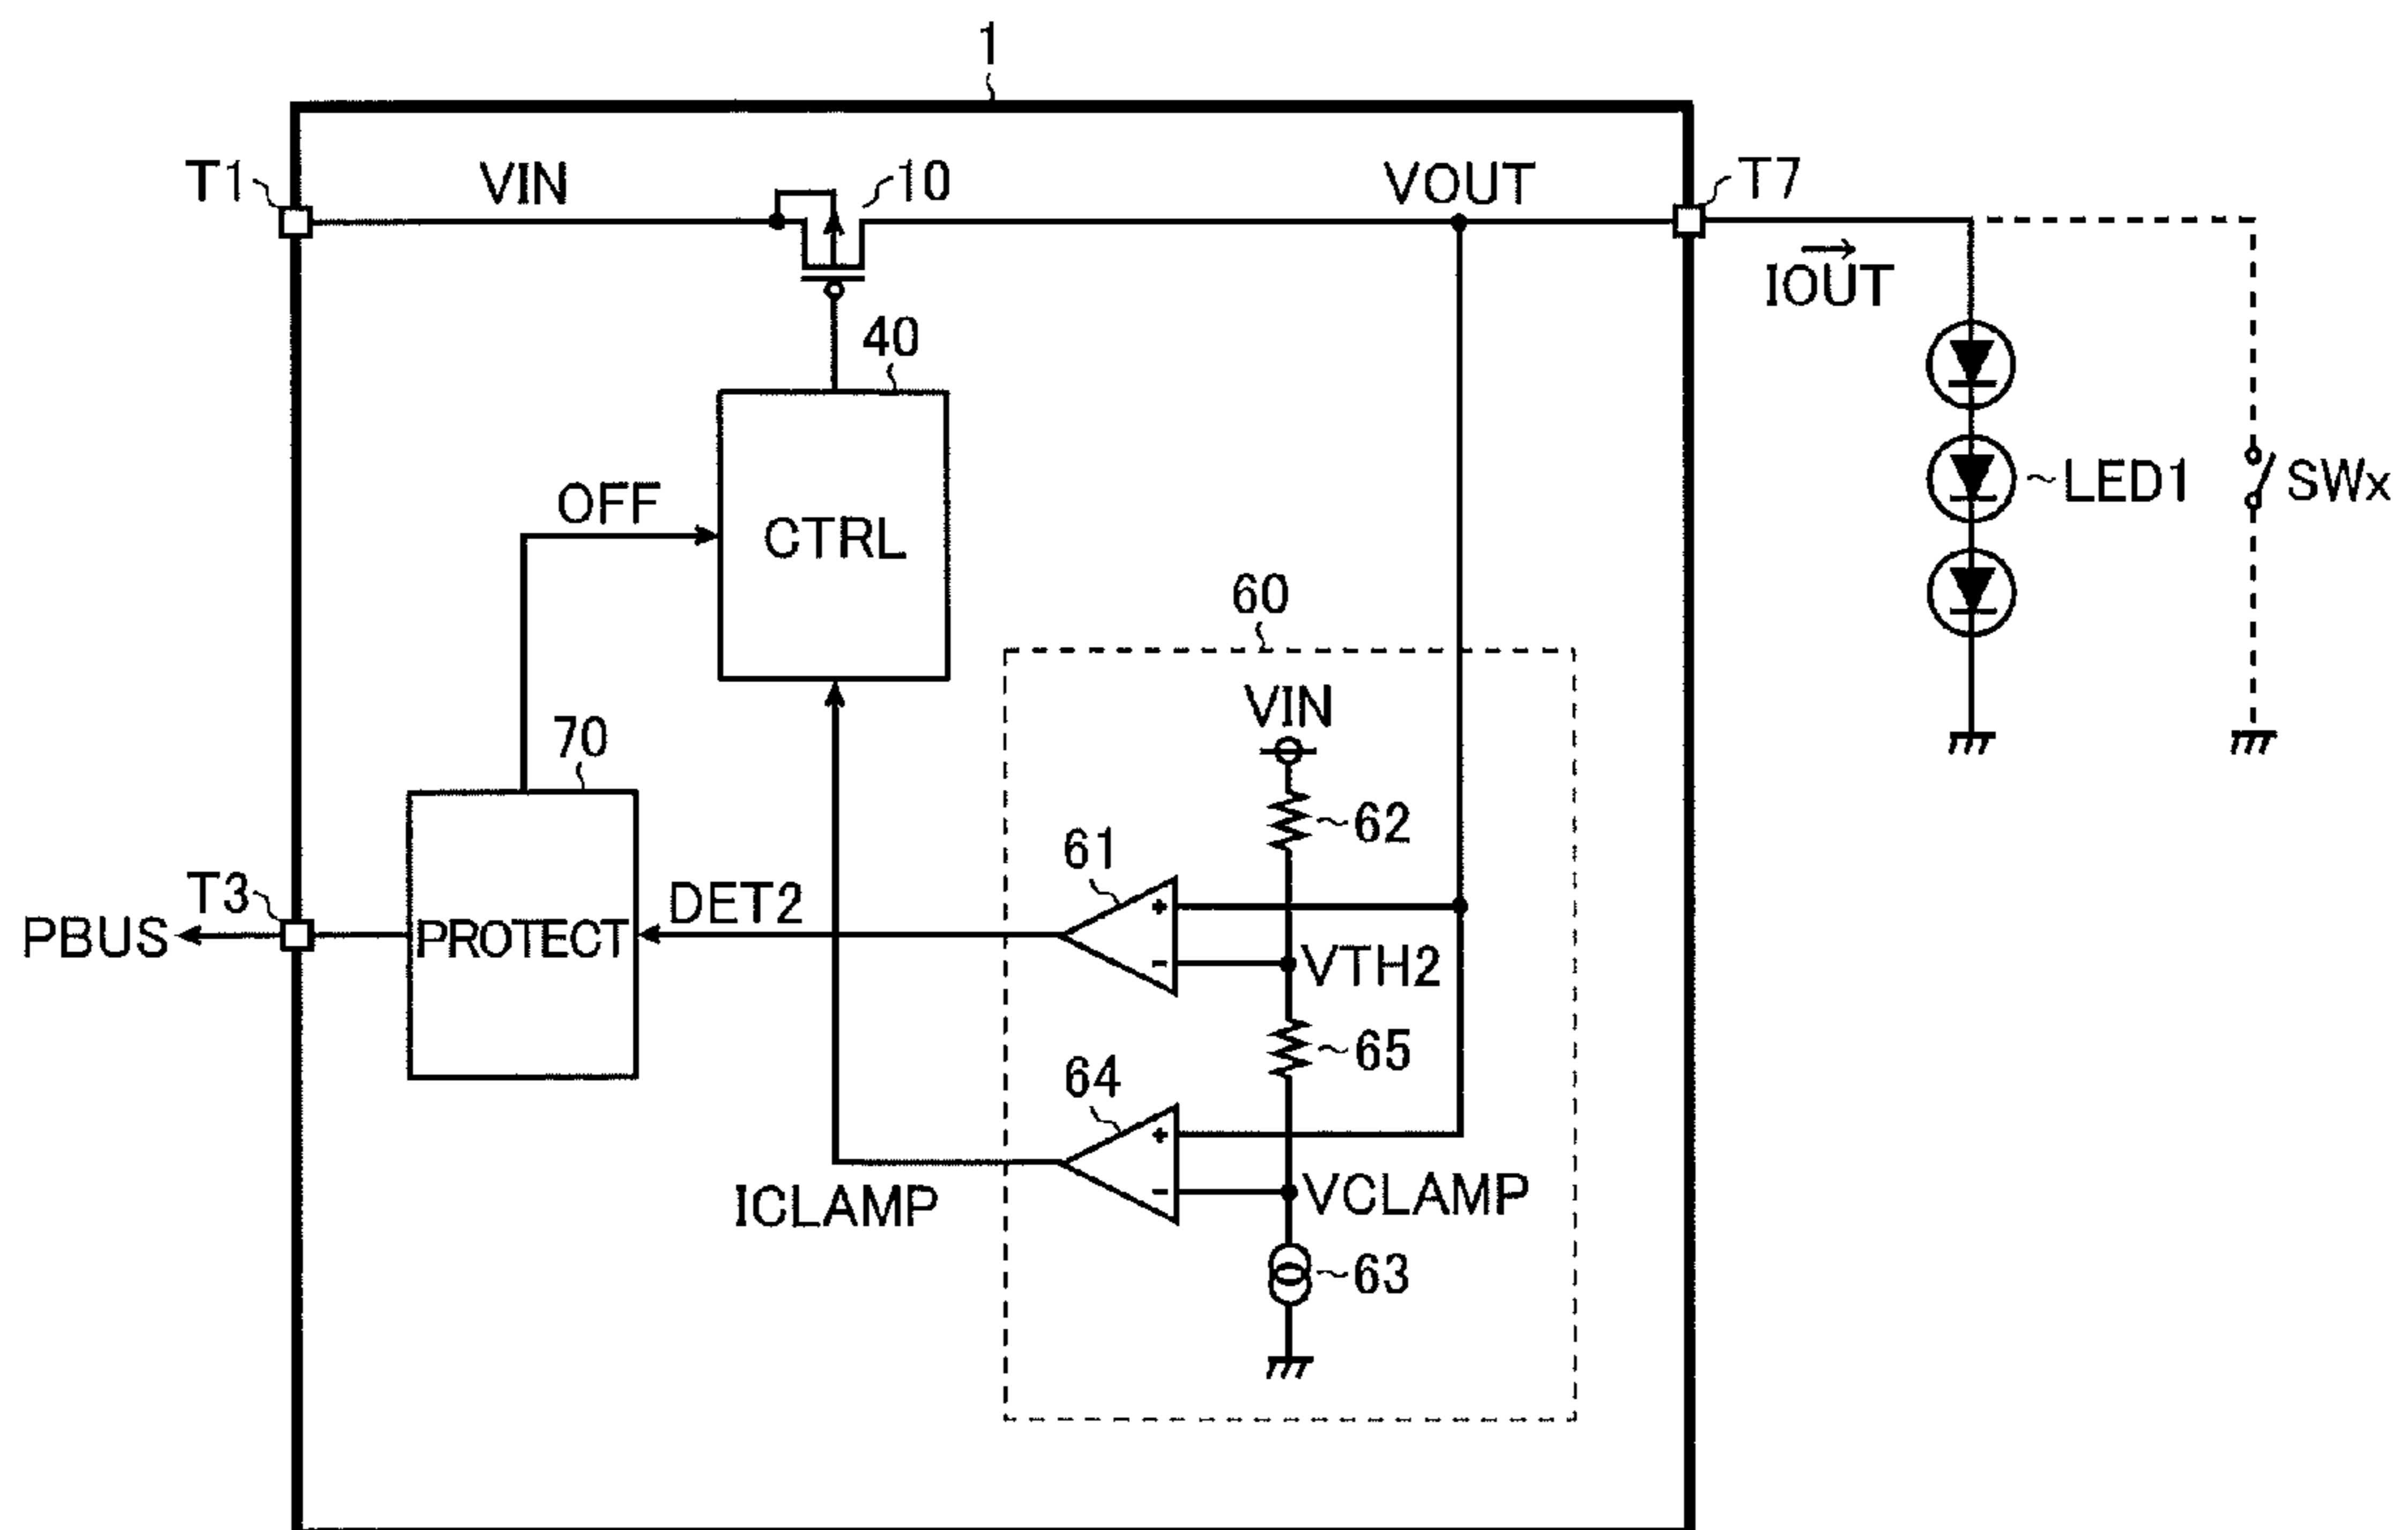 1
T1
VIN
10
VOUT
T7
IOUT
40
CTRL
OFF
LED1
SWx
60
VIN
70
62
61
T3
DET2
PBUS
PROTECT
+
-
VTH2
65
64
+
-
ICLAMP
VCLAMP
63